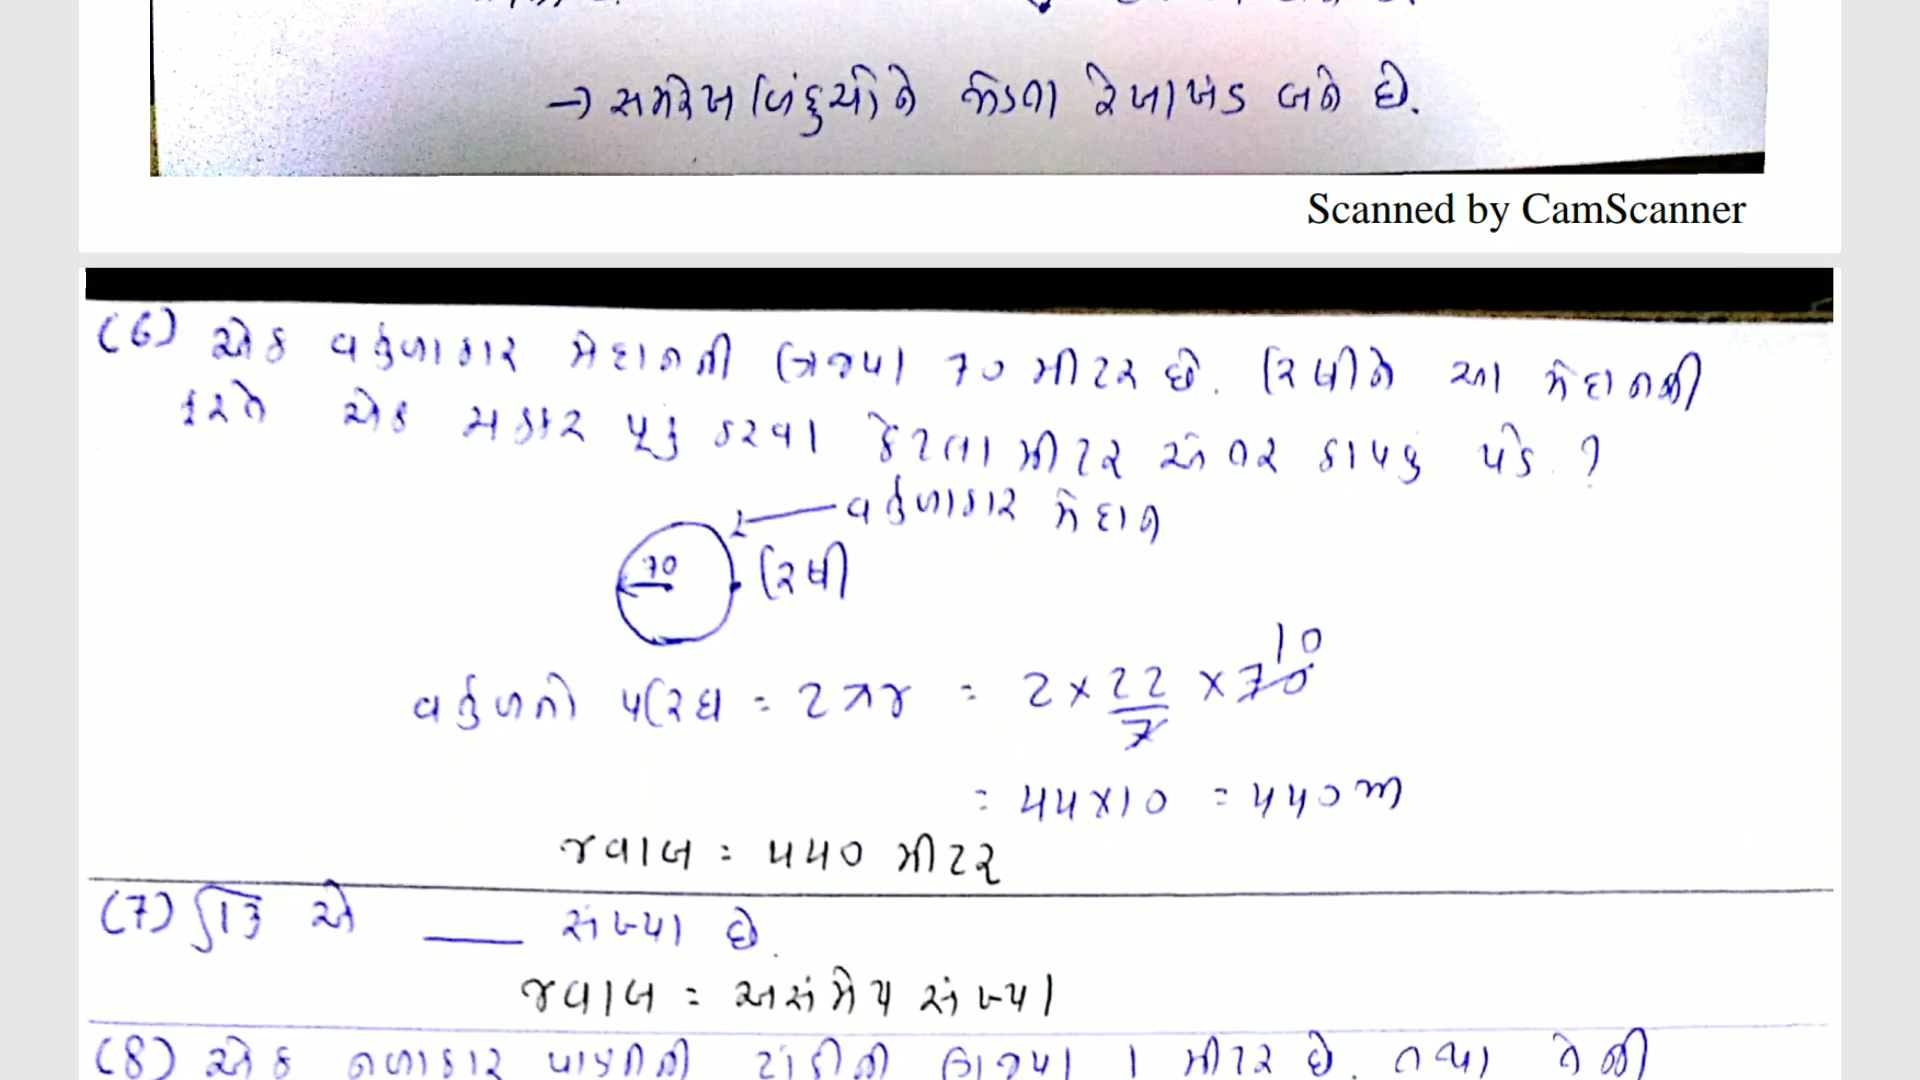 → સમરેખ બિંદુઓને જોડતા રેખાખંડ બને છે.
Scanned by CamScanner
(6) એક વર્તુળાકાર મેદાનની ત્રિજ્યા 70 મીટર છે. રિધીને આ મેદાનની
ફરતે એક ચક્કર પૂરું કરવા કેટલા મીટર અંતર કાપવું પડે ?
વર્તુળાકાર મેદાન
70 રિધી
વર્તુળનો પરિઘ = 2πr = 2 × 22/7 × 70 10
= 44×10 = 440 m
જવાબ = 440 મીટર
(7) √13 એ ___ સંખ્યા છે.
જવાબ = અસંમેય સંખ્યા
(8) એક નળાકાર પાણીની ટાંકીની ત્રિજ્યા 1 મીટર છે. તથા તેની